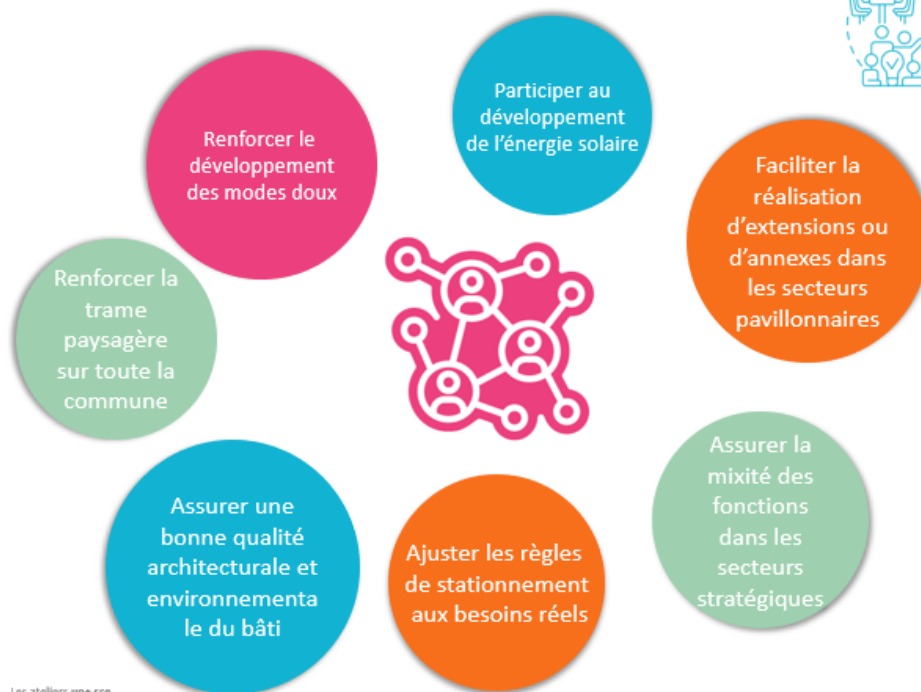 Participer au
développement
de l'énergie solaire
Renforcer le
développement
des modes doux
Faciliter la
réalisation
d'extensions ou
d'annexes dans
les secteurs
pavillonnaires
Renforcer la
trame
paysagère
sur toute la
commune
Assurer la
mixité des
fonctions
dans les
secteurs
stratégiques
Assurer une
bonne qualité
architecturale et
environnementa
le du bâti
Ajuster les règles
de stationnement
aux besoins réels